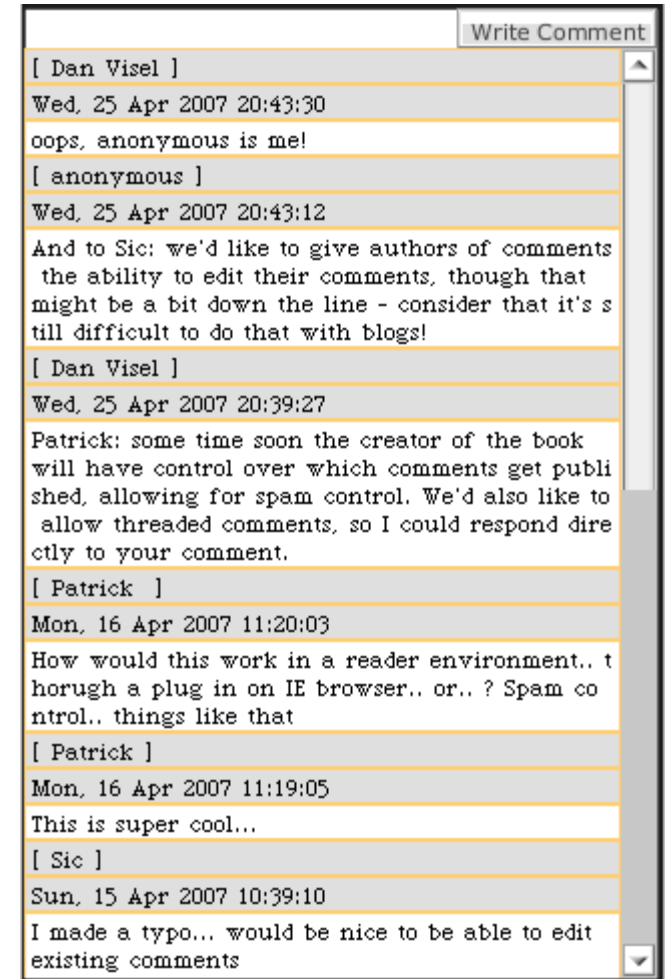 Write Comment
[ Dan Visel ]
Wed, 25 Apr 2007 20:43:30
oops, anonymous is me!
[ anonymous ]
Wed, 25 Apr 2007 20:43:12
And to Sic: we'd like to give authors of comments
the ability to edit their comments, though that
might be a bit down the line - consider that it's s
till difficult to do that with blogs!
[ Dan Visel ]
Wed, 25 Apr 2007 20:39:27
Patrick: some time soon the creator of the book
will have control over which comments get publi
shed, allowing for spam control. We'd also like to
allow threaded comments, so I could respond dire
ctly to your comment.
[ Patrick  ]
Mon, 16 Apr 2007 11:20:03
How would this work in a reader environment.. t
horugh a plug in on IE browser.. or.. ? Spam co
ntrol.. things like that
[ Patrick ]
Mon, 16 Apr 2007 11:19:05
This is super cool...
[ Sic ]
Sun, 15 Apr 2007 10:39:10
I made a typo... would be nice to be able to edit
existing comments